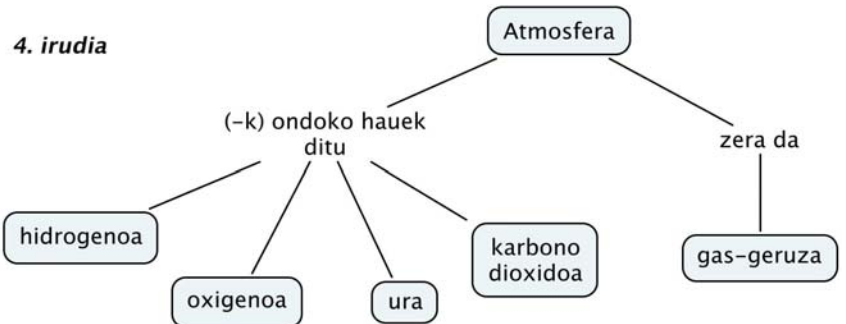 4. irudia
Atmosfera
(-k) ondoko hauek
ditu
zera da
hidrogenoa
oxigenoa
ura
karbono
dioxidoa
gas-geruza